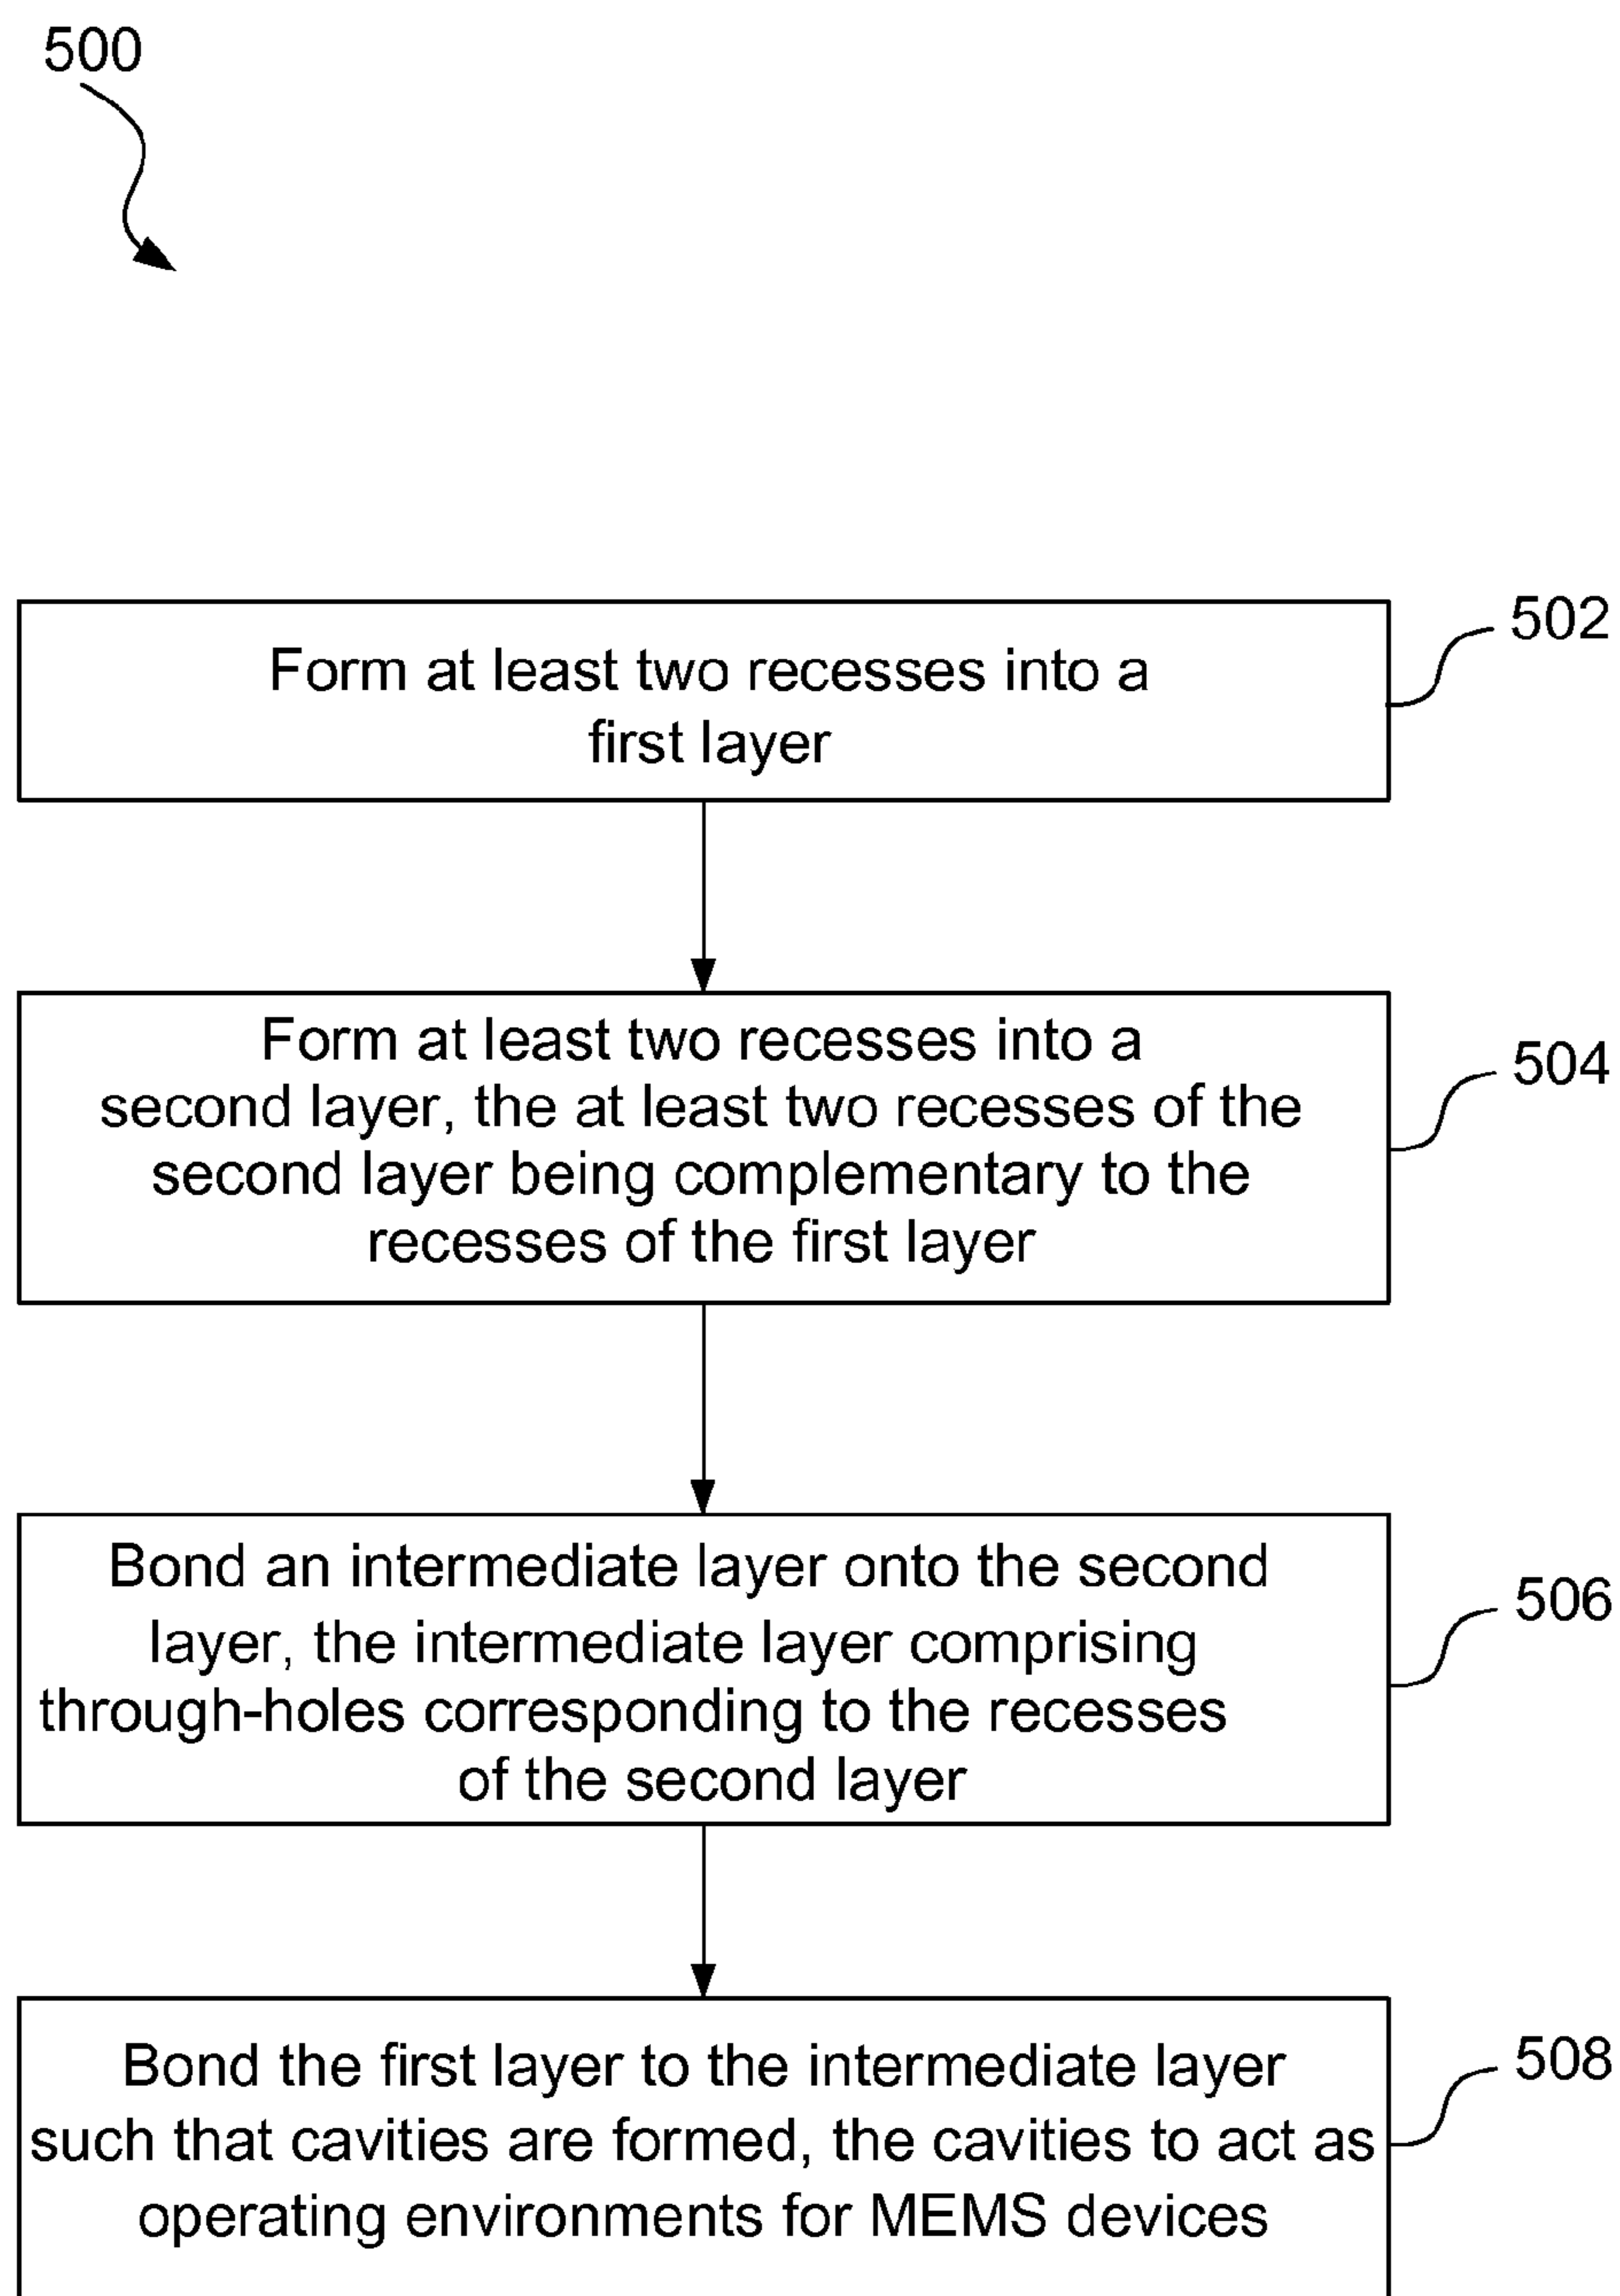 500
Form at least two recesses into a
first layer
502
Form at least two recesses into a
second layer, the at least two recesses of the
second layer being complementary to the
recesses of the first layer
504
Bond an intermediate layer onto the second
layer, the intermediate layer comprising
through-holes corresponding to the recesses
of the second layer
506
Bond the first layer to the intermediate layer
such that cavities are formed, the cavities to act as
operating environments for MEMS devices
508